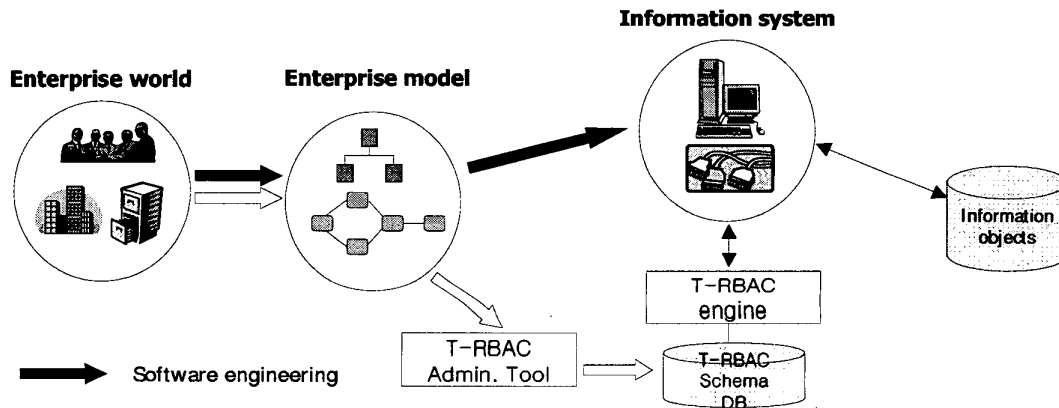 Information system
Enterprise world
Enterprise model
Information
objects
T-RBAC
engine
T-RBAC
Admin. Tool
T-RBAC
Schema
DB
Software engineering